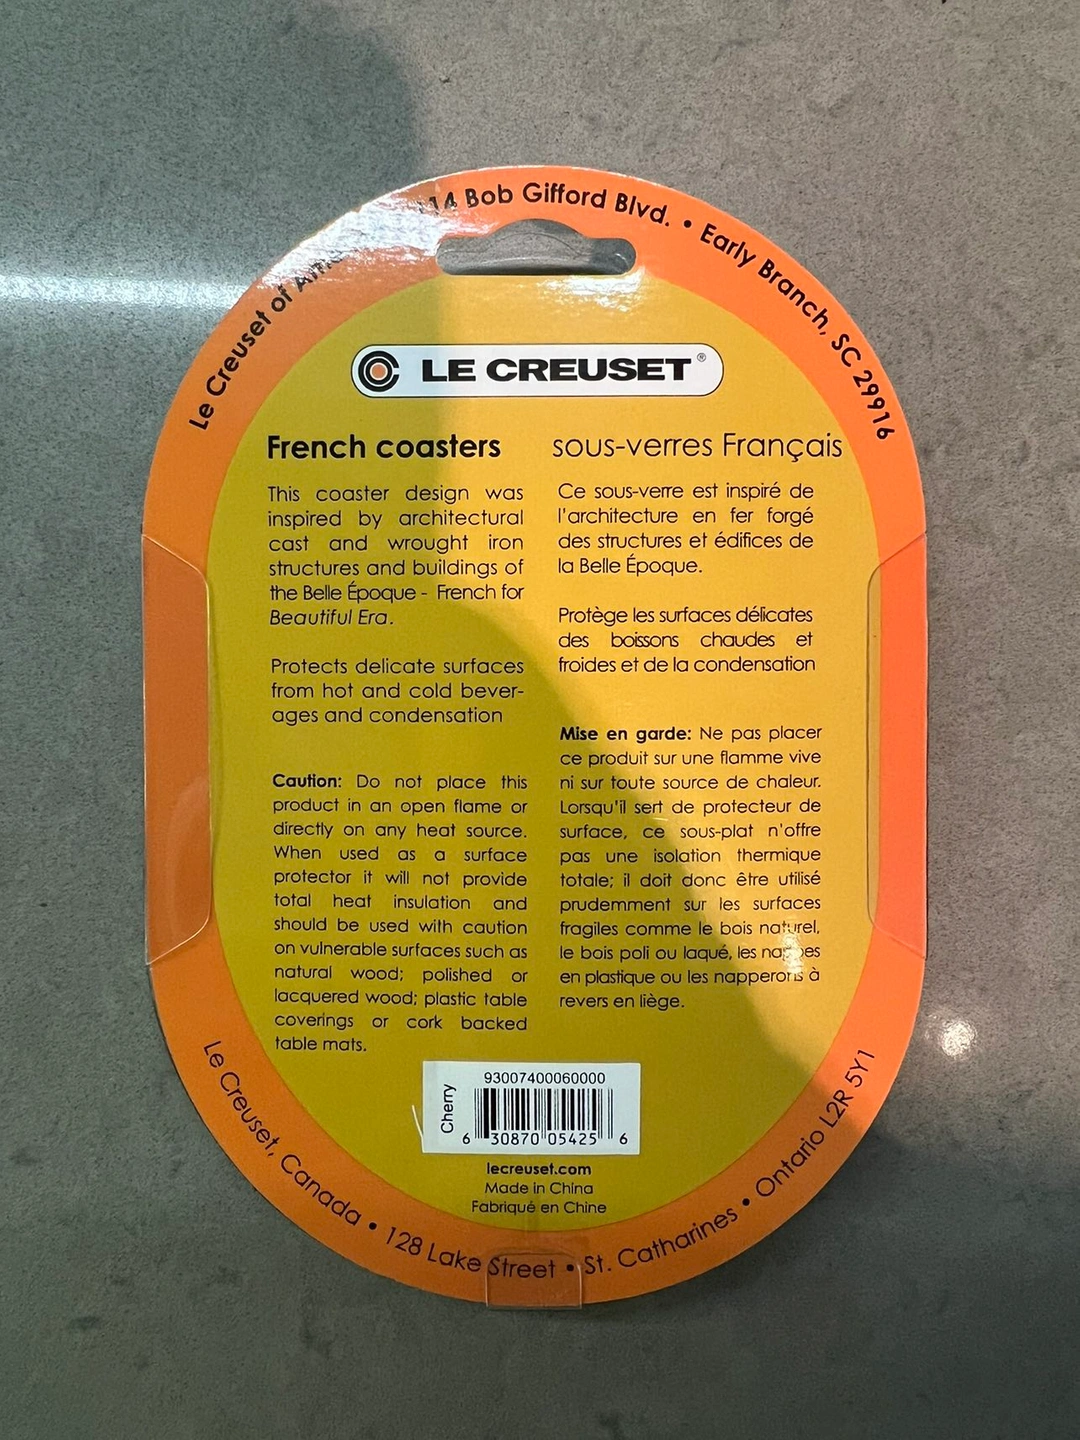 Le Creuset of
Bob Gifford Blvd. • Early Branch, SC 29916
LE CREUSET®
French coasters
This coaster design was
inspired by architectural
cast and wrought iron
structures and buildings of
the Belle Époque - French for
Beautiful Era.
Protects delicate surfaces
from hot and cold bever-
ages and condensation
Caution: Do not place this
product in an open flame or
directly on any heat source.
When used as a surface
protector it will not provide
total heat insulation and
should be used with caution
on vulnerable surfaces such as
natural wood; polished or
lacquered wood; plastic table
coverings or cork backed
table mats.
sous-verres Français
Ce sous-verre est inspiré de
l'architecture en fer forgé
des structures et édifices de
la Belle Époque.
Protège les surfaces délicates
des boissons chaudes et
froides et de la condensation
Mise en garde: Ne pas placer
ce produit sur une flamme vive
ni sur toute source de chaleur.
Lorsqu'il sert de protecteur de
surface, ce sous-plat n'offre
pas une isolation thermique
totale; il doit donc être utilisé
prudemment sur les surfaces
fragiles comme le bois naturel,
le bois poli ou laqué, les nappes
en plastique ou les napperons à
revers en liège.
Cherry
93007400060000
6 30870 05425 6
lecreuset.com
Made in China
Fabriqué en Chine
Le Creuset, Canada • 128 Lake Street • St. Catharines • Ontario L2R 5Y1